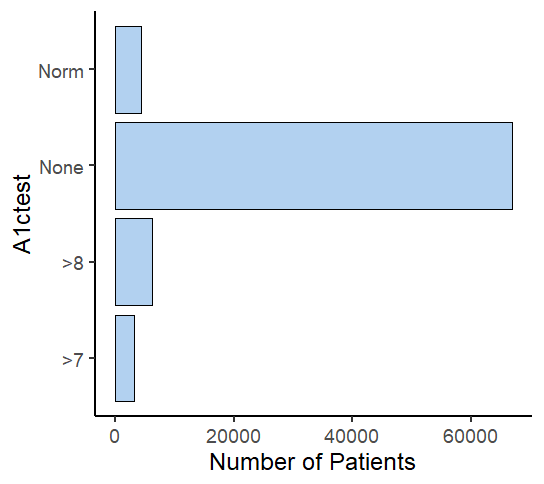 Norm
None
>8
>7
A1ctest
0 20000 40000 60000
Number of Patients